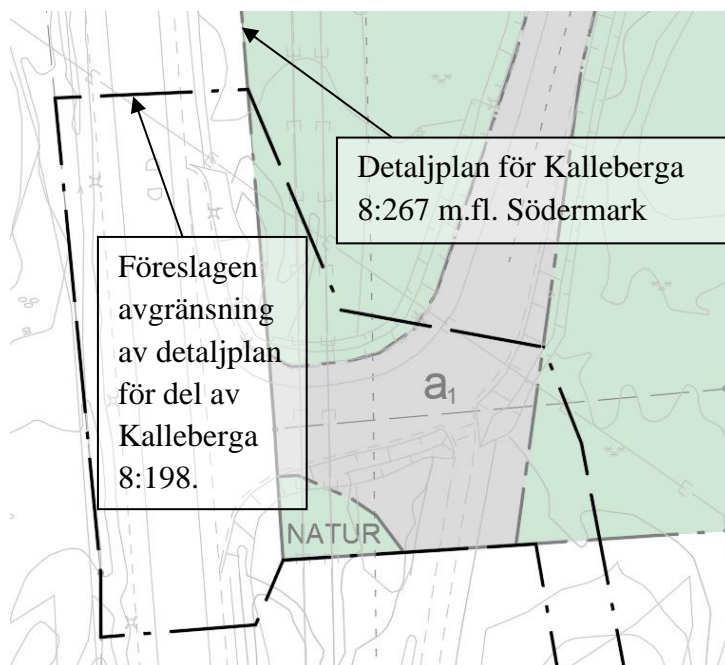 Detaljplan för Kalleberga
8:267 m.fl. Södermark
Föreslagen
avgränsning
av detaljplan
för del av
Kalleberga
8:198.
a1
NATUR